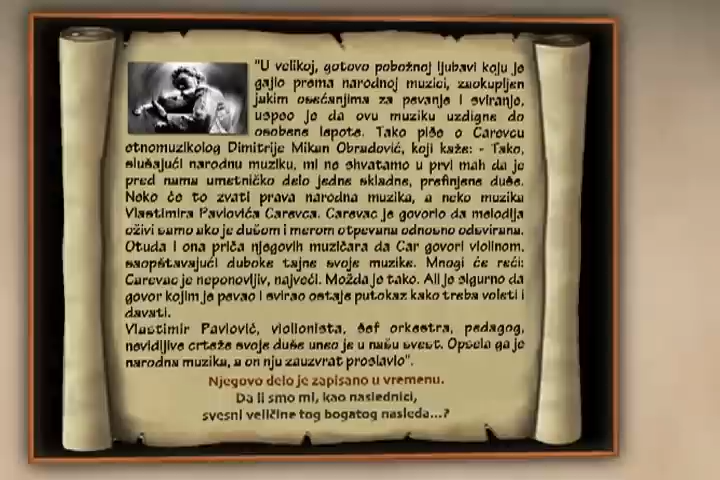 "U velikoj, gotovo pobožnoj ljubavi koju je
gajio prema narodnoj muzici, zaokupljen
jakim osećanjima za pevanje i sviranje,
uspeo je da ovu muziku uzdigne do
osobene lepote. Tako piše o Carevcu
etnomuzikolog Dimitrije Mikan Obradović, koji kaže: - Tako,
slušajući narodnu muziku, mi ne shvatamo u prvi mah da je
pred nama umetničko delo jedne skladne, prefinjene duše.
Neko će to zvati prava narodna muzika, a neko muzika
Vlastimira Pavlovića Carevca. Carevac je govorio da melodija
oživi samo ako je dušom i merom otpevana odnosno odsvirana.
Otuda i ona priča njegovih muzičara da Car govori violinom,
saopštavajući duboke tajne svoje muzike. Mnogi će reći:
Carevac je neponovljiv, najveći. Možda je tako. Ali je sigurno da
govor kojim je pevao i svirao ostaje putokaz kako treba voleti i
davati.
Vlastimir Pavlović, violionista, šef orkestra, pedagog,
nevidljive crteže svoje duše uneo je u našu svest. Opsela ga je
narodna muzika, a on nju zauzvrat proslavio".
Njegovo delo je zapisano u vremenu.
Da li smo mi, kao naslednici,
svesni veličine tog bogatog nasleđa...?